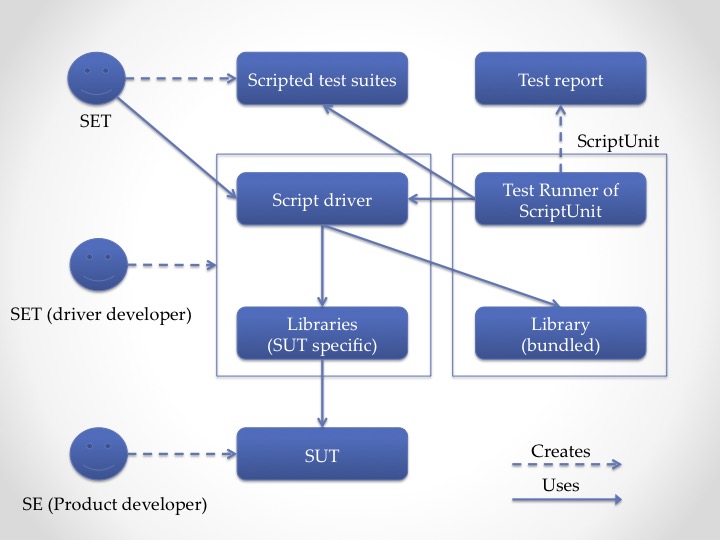 Scripted test suites
Test report
SET
ScriptUnit
Script driver
Test Runner of
ScriptUnit
SET (driver developer)
Libraries
(SUT specific)
Library
(bundled)
SUT
Creates
Uses
SE (Product developer)